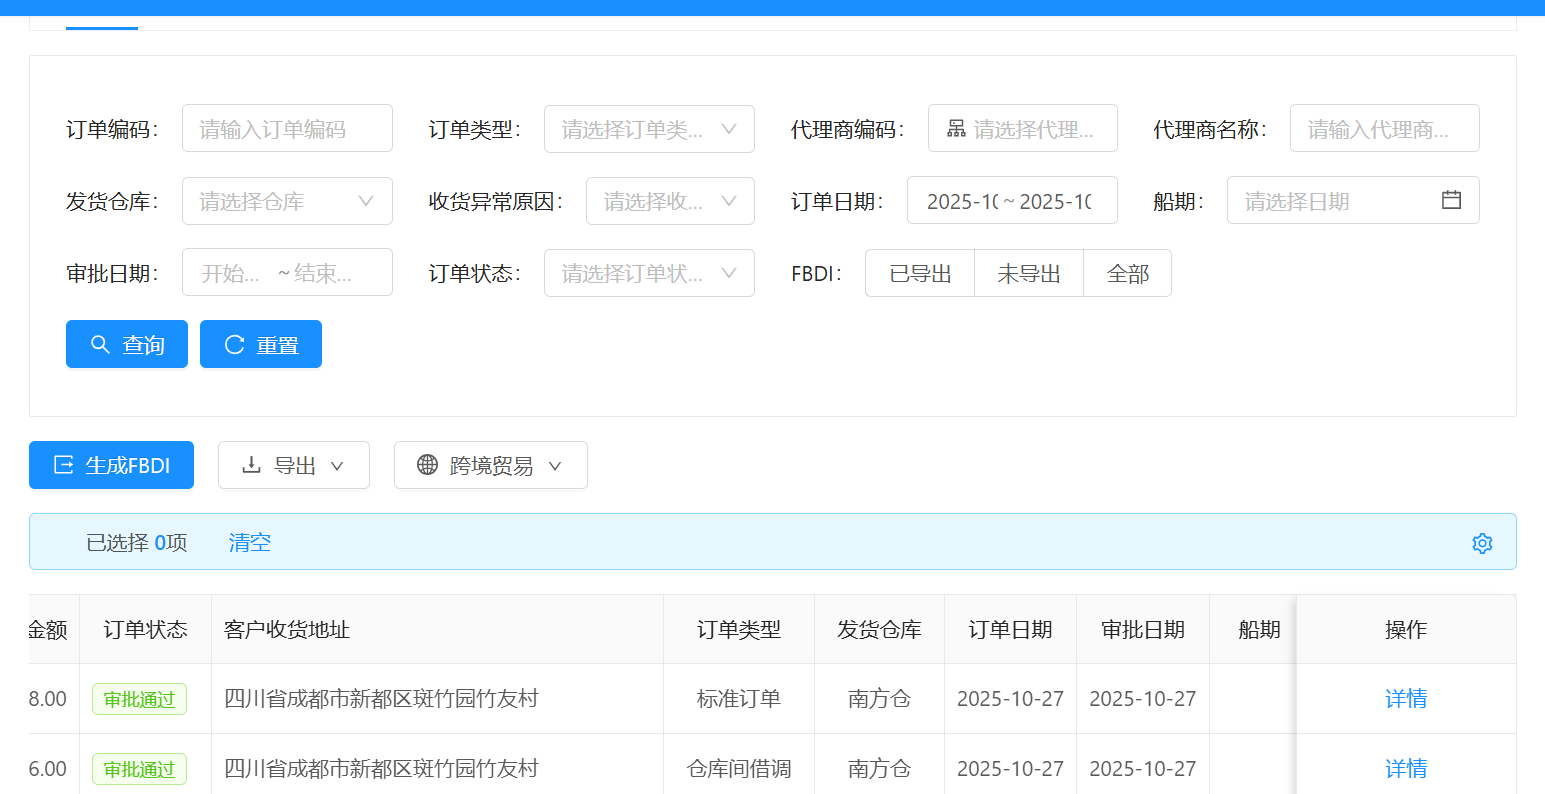 订单编码： 请输入订单编码 订单类型： 请选择订单类... 代理商编码： 请选择代理... 代理商名称： 请输入代理商...
发货仓库： 请选择仓库 收货异常原因： 请选择收... 订单日期： 2025-10 ~ 2025-10 船期： 请选择日期
审批日期： 开始... ~ 结束... 订单状态： 请选择订单状... FBDI： 已导出 未导出 全部
查询 重置
生成FBDI 导出 跨境贸易
已选择 0项 清空
金额 订单状态 客户收货地址 订单类型 发货仓库 订单日期 审批日期 船期 操作
8.00 审批通过 四川省成都市新都区斑竹园竹友村 标准订单 南方仓 2025-10-27 2025-10-27 详情
6.00 审批通过 四川省成都市新都区斑竹园竹友村 仓库间借调 南方仓 2025-10-27 2025-10-27 详情